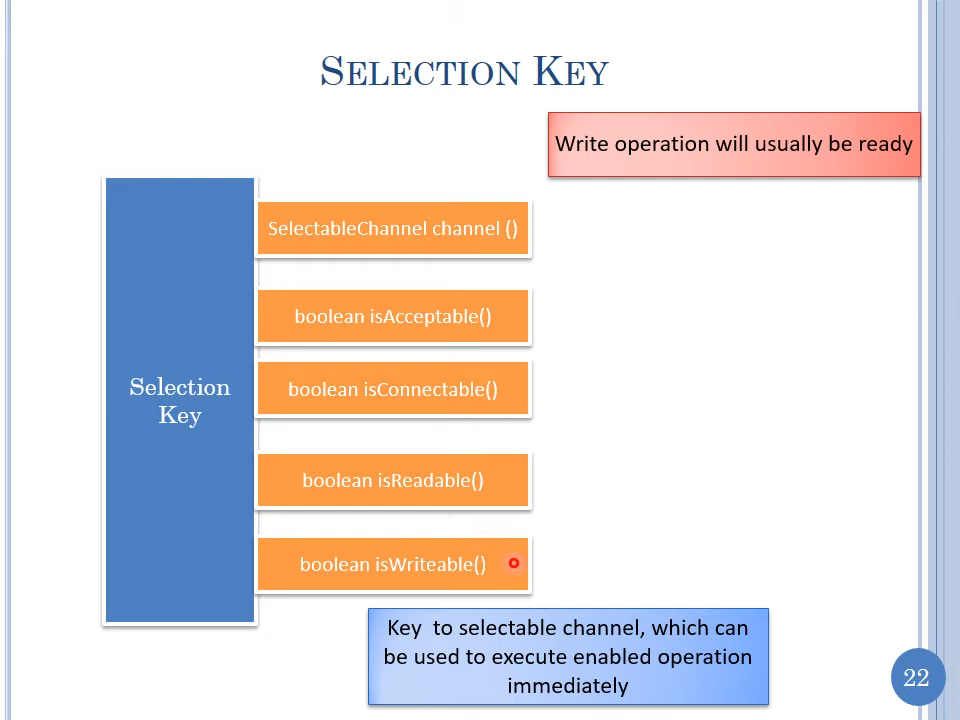 SELECTION KEY
Write operation will usually be ready
SelectableChannel channel ()
boolean isAcceptable()
Selection
Key
boolean isConnectable()
boolean isReadable()
boolean isWriteable()
Key to selectable channel, which can
be used to execute enabled operation
immediately
22